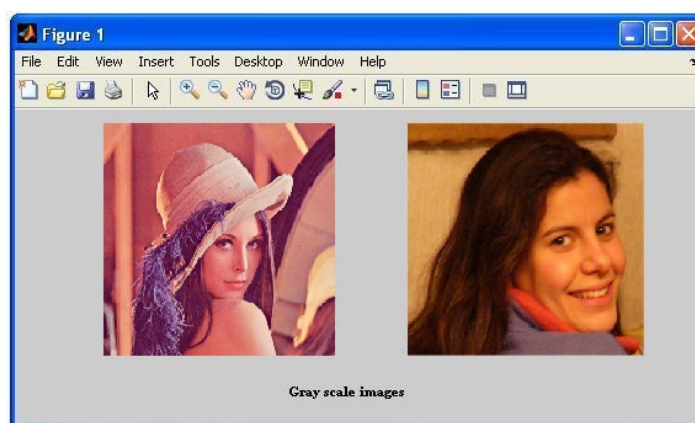 Figure 1
File Edit View Insert Tools Desktop Window Help
Gray scale images